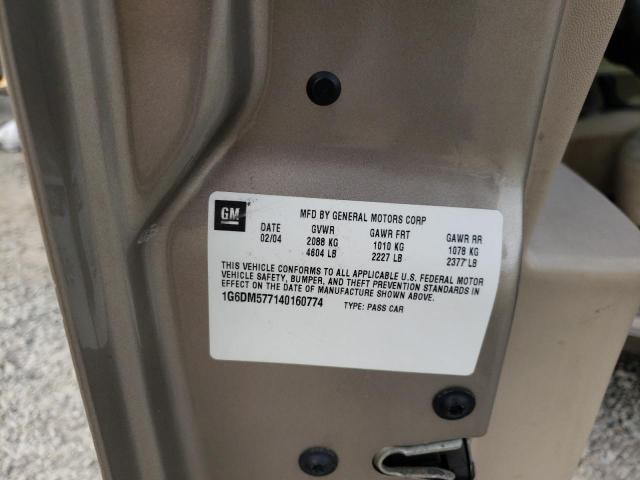 GM MFD BY GENERAL MOTORS CORP
DATE GVWR GAWR FRT GAWR RR
02/04 2088 KG 1010 KG 1078 KG
4604 LB 2227 LB 2377 LB
THIS VEHICLE CONFORMS TO ALL APPLICABLE U.S. FEDERAL MOTOR
VEHICLE SAFETY, BUMPER, AND THEFT PREVENTION STANDARDS IN
EFFECT ON THE DATE OF MANUFACTURE SHOWN ABOVE.
1G6DM577140160774 TYPE: PASS CAR